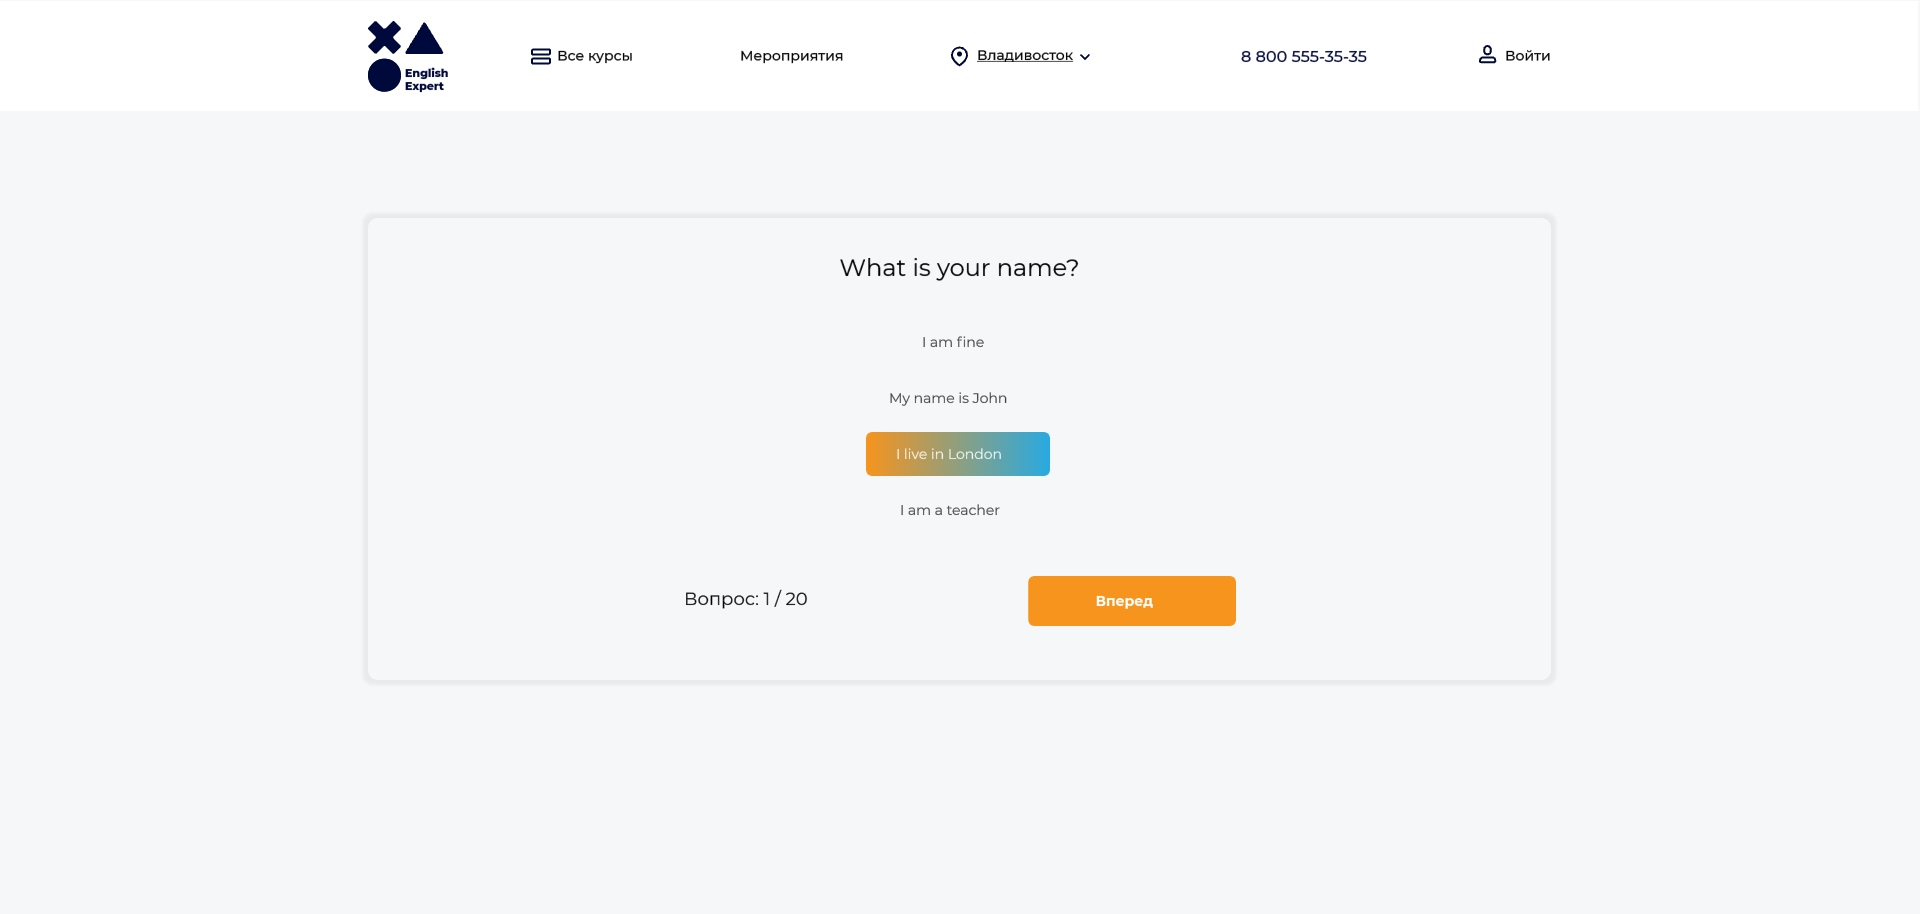 English
Expert
Все курсы
Мероприятия
Владивосток
8 800 555-35-35
Войти
What is your name?
I am fine
My name is John
I live in London
I am a teacher
Вопрос: 1 / 20
Вперед